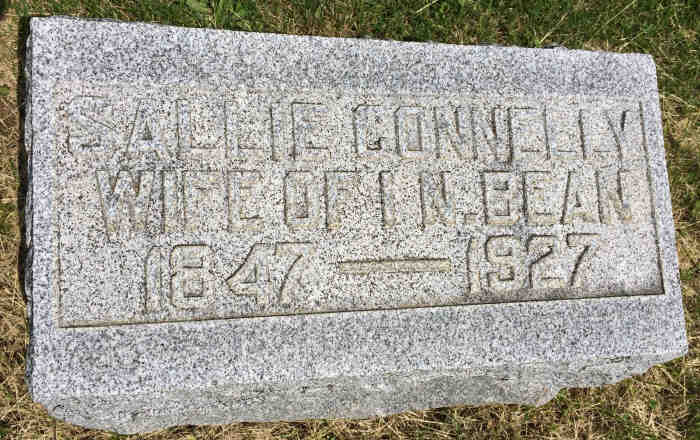 SALLIE CONNELLY
WIFE OF I.N. BEAN
1847 — 1927